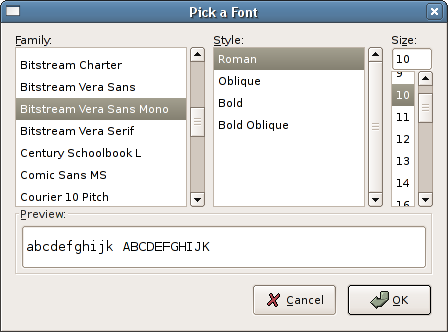 Pick a Font
Family:
Style:
Size:
Bitstream Charter
Bitstream Vera Sans
Bitstream Vera Sans Mono
Bitstream Vera Serif
Century Schoolbook L
Comic Sans MS
Courier 10 Pitch
Roman
Oblique
Bold
Bold Oblique
10
9
10
11
12
13
14
16
Preview:
abcdefghijk ABCDEFGHIJK
Cancel
OK